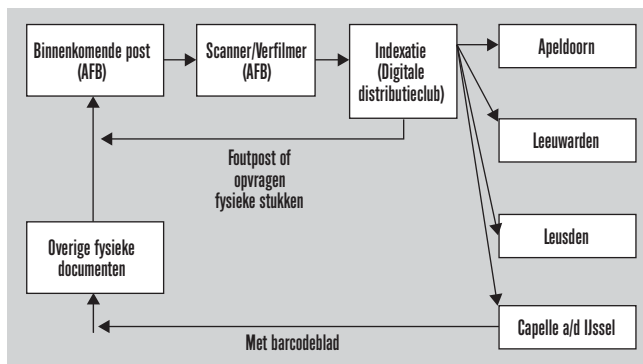 Binnenkomende post
(AFB)
Scanner/Verfilmer
(AFB)
Indexatie
(Digitale
distributieclub)
Apeldoorn
Leeuwarden
Leusden
Capelle a/d IJssel
Foutpost of
opvragen
fysieke stukken
Overige fysieke
documenten
Met barcodeblad